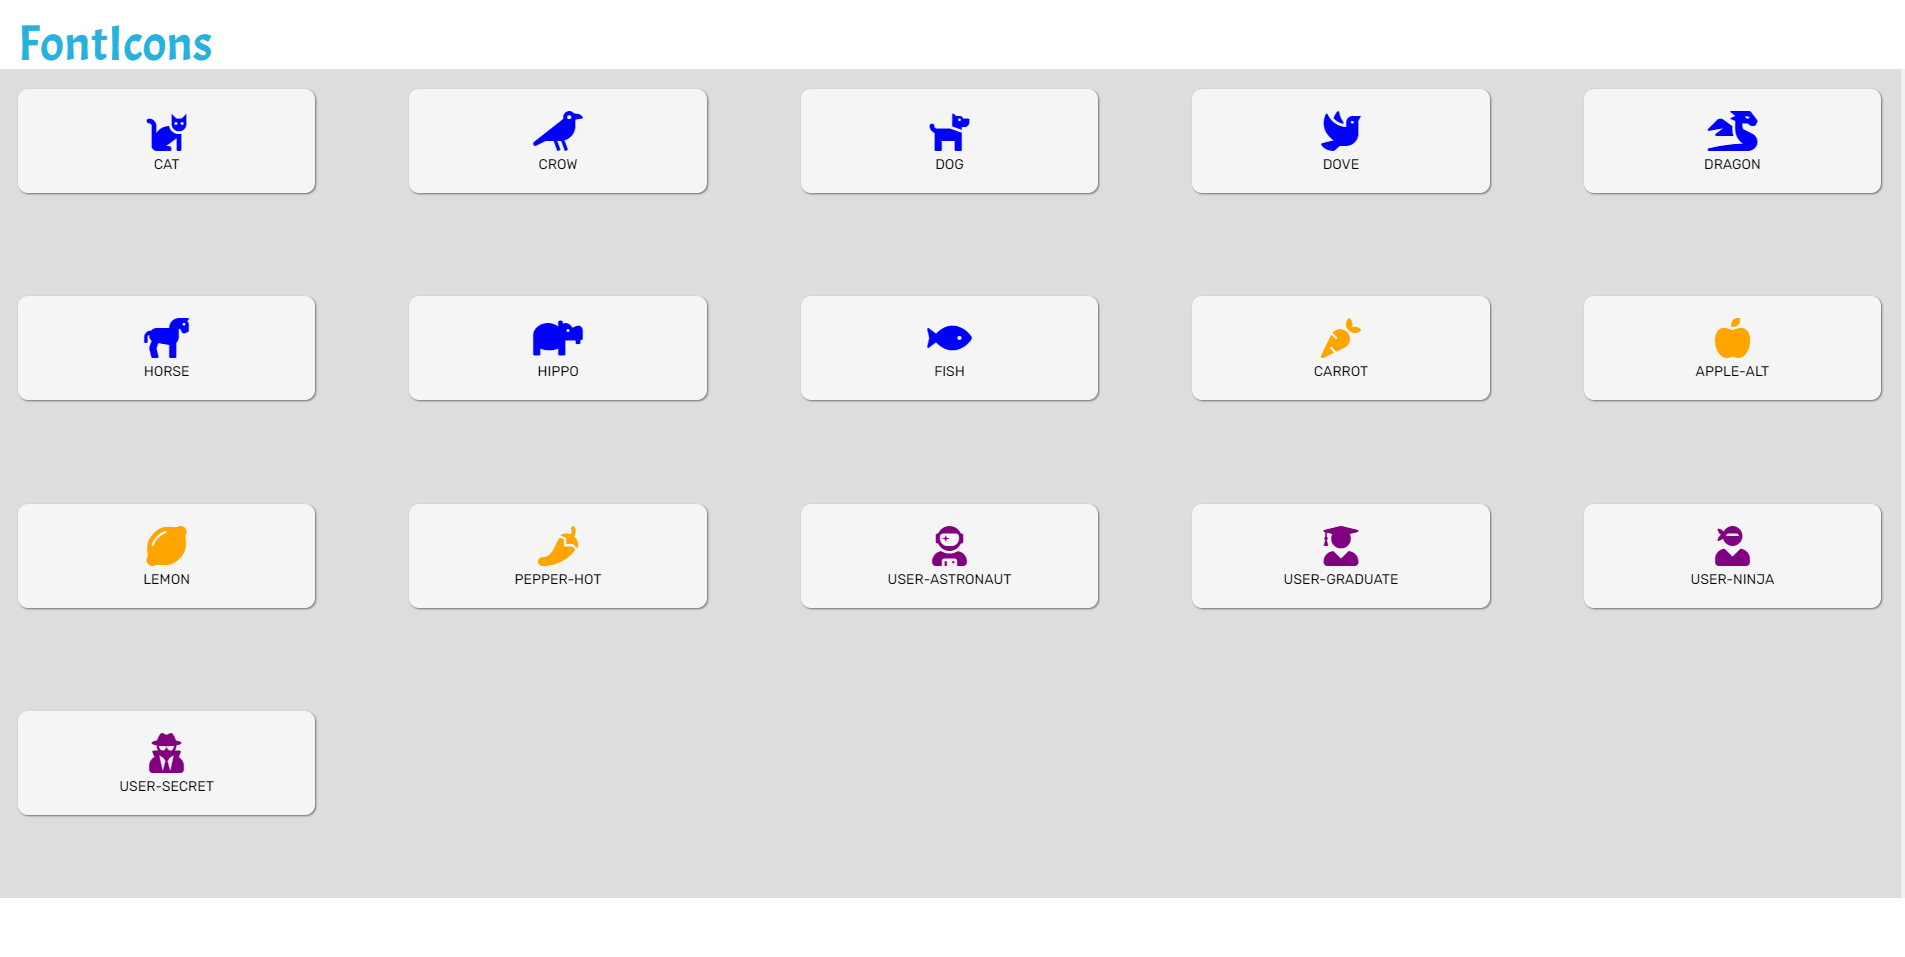 FontIcons
CAT
CROW
DOG
DOVE
DRAGON
HORSE
HIPPO
FISH
CARROT
APPLE-ALT
LEMON
PEPPER-HOT
USER-ASTRONAUT
USER-GRADUATE
USER-NINJA
USER-SECRET